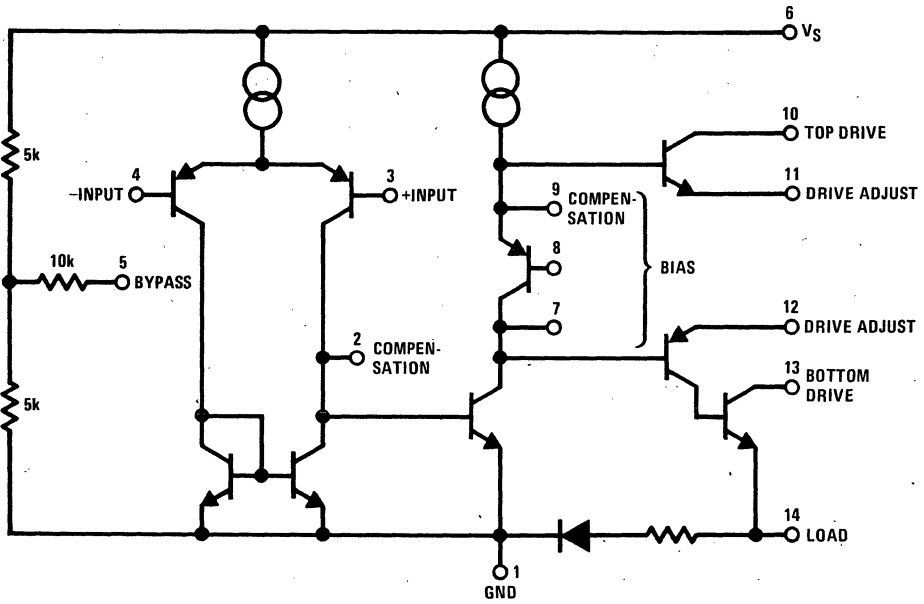 6
VS
10
TOP DRIVE
5k
4
−INPUT
3
+INPUT
11
DRIVE ADJUST
9
COMPEN-
SATION
8
BIAS
10k
5
BYPASS
7
12
DRIVE ADJUST
2
COMPEN-
SATION
13
BOTTOM
DRIVE
5k
14
LOAD
1
GND